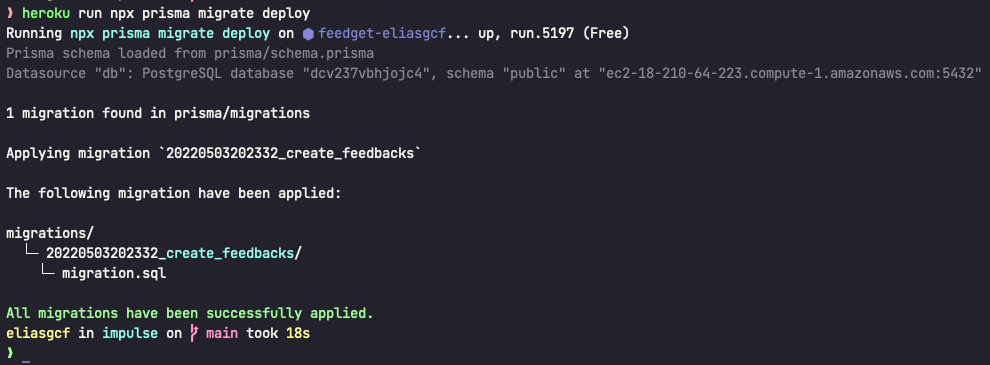 ❱ heroku run npx prisma migrate deploy
Running npx prisma migrate deploy on ⬢ feedget-eliasgcf... up, run.5197 (Free)
Prisma schema loaded from prisma/schema.prisma
Datasource "db": PostgreSQL database "dcv237vbhjojc4", schema "public" at "ec2-18-210-64-223.compute-1.amazonaws.com:5432"
1 migration found in prisma/migrations
Applying migration `20220503202332_create_feedbacks`
The following migration have been applied:
migrations/
└─ 20220503202332_create_feedbacks/
└─ migration.sql
All migrations have been successfully applied.
eliasgcf in impulse on main took 18s
❱ _